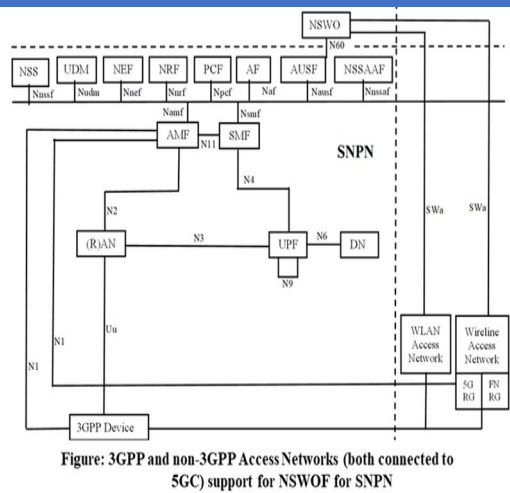 NSWO
N60
NSS
UDM
NEF
NRF
PCF
AF
AUSF
NSSAAF
Nnssf
Nudm
Nnef
Nnrf
Npcf
Naf
Nausf
Nnssaf
Namf
Nsmf
AMF
N11
SMF
SNPN
N4
N2
SWa
SWa
(R)AN
N3
UPF
N6
DN
N9
Uu
N1
N1
WLAN
Access
Network
Wireline
Access
Network
5G
RG
FN
RG
3GPP Device
Figure: 3GPP and non-3GPP Access Networks (both connected to
5GC) support for NSWOF for SNPN